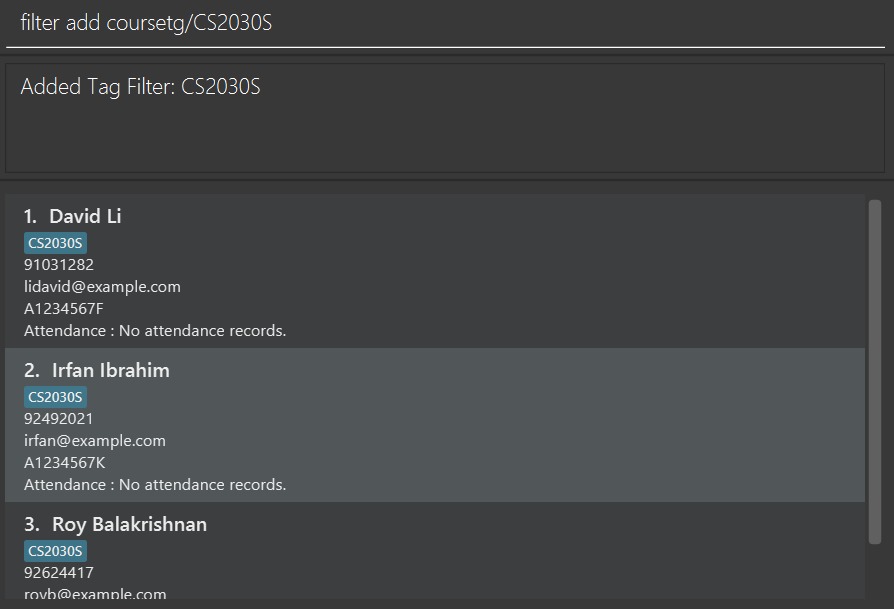 filter add coursetg/CS2030S
Added Tag Filter: CS2030S
1. David Li
CS2030S
91031282
lidavid@example.com
A1234567F
Attendance : No attendance records.
2. Irfan Ibrahim
CS2030S
92492021
irfan@example.com
A1234567K
Attendance : No attendance records.
3. Roy Balakrishnan
CS2030S
92624417
royb@example.com